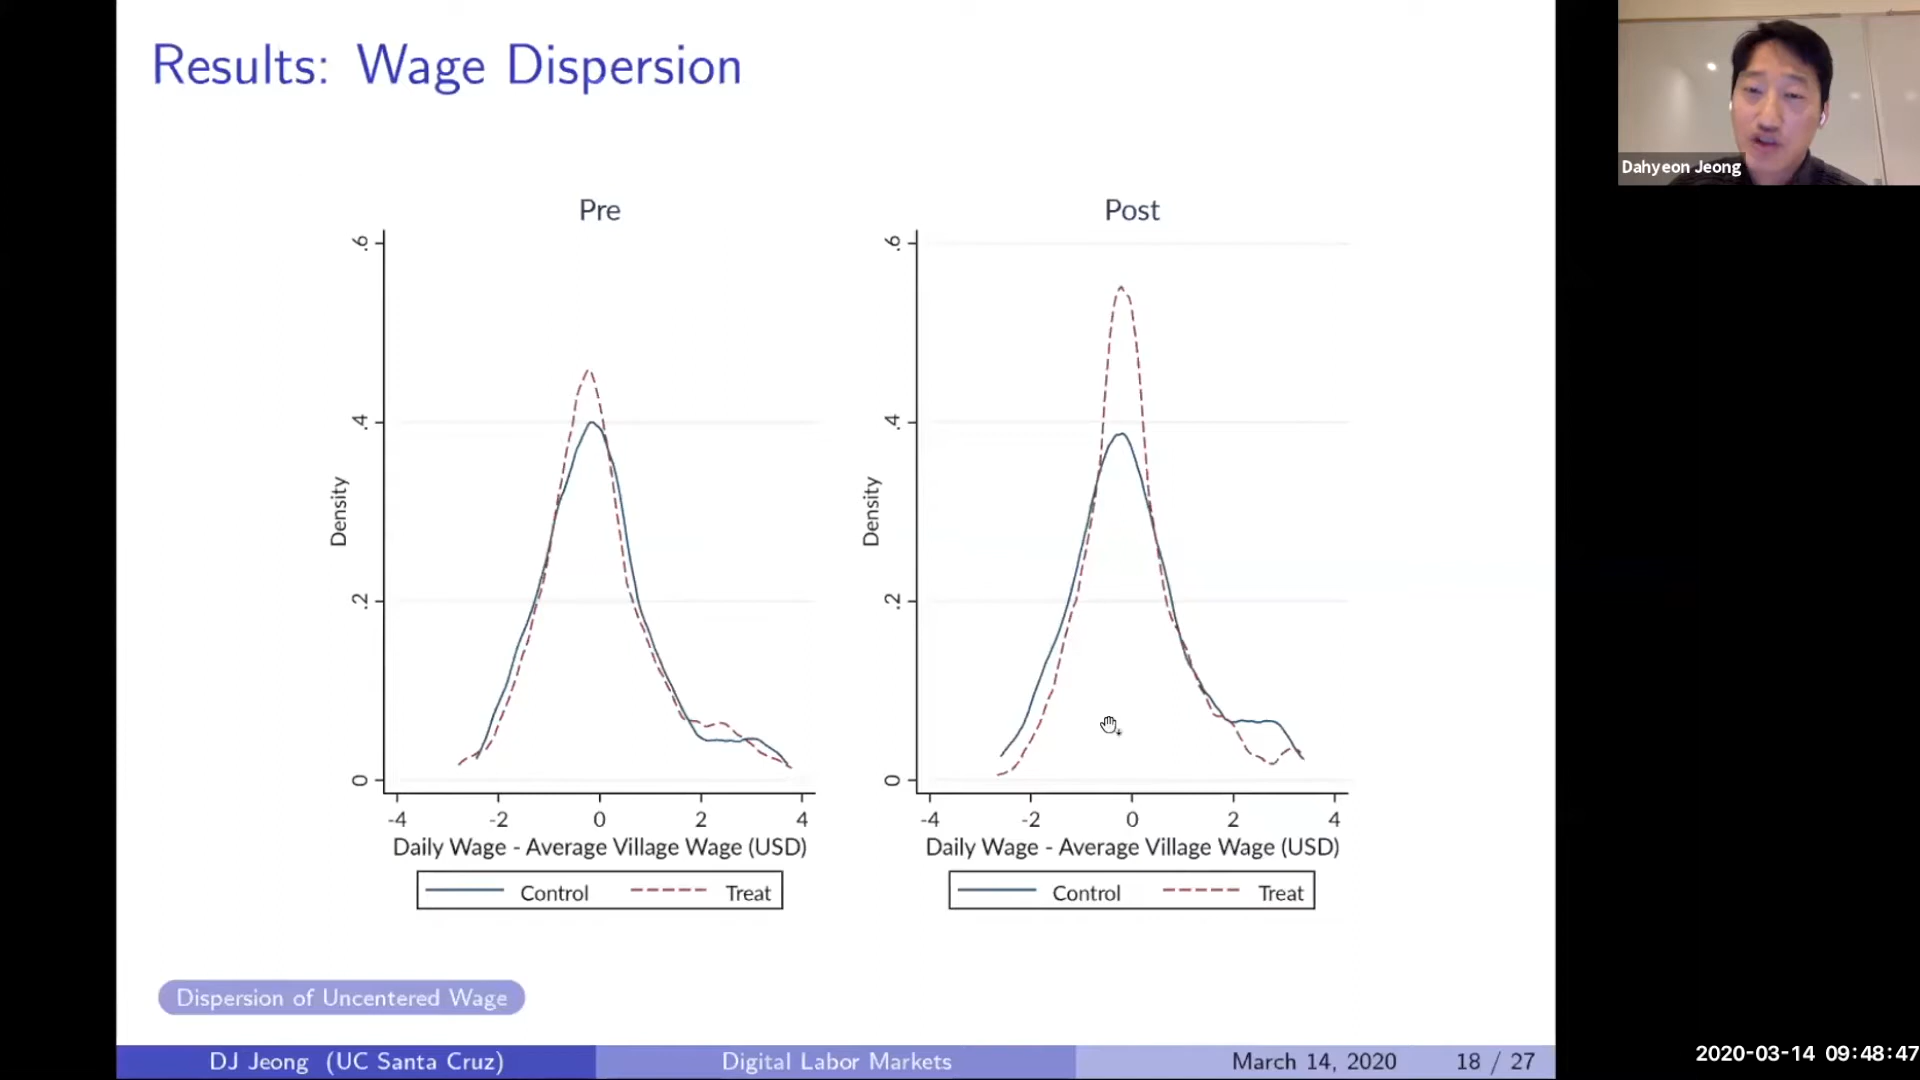 Results: Wage Dispersion
Dahyeon Jeong
Pre
Post
.6
.4
.2
0
Density
-4 -2 0 2 4
Daily Wage - Average Village Wage (USD)
Control Treat
.6
.4
.2
0
Density
-4 -2 0 2 4
Daily Wage - Average Village Wage (USD)
Control Treat
Dispersion of Uncentered Wage
DJ Jeong (UC Santa Cruz) Digital Labor Markets March 14, 2020 18 / 27
2020-03-14 09:48:47